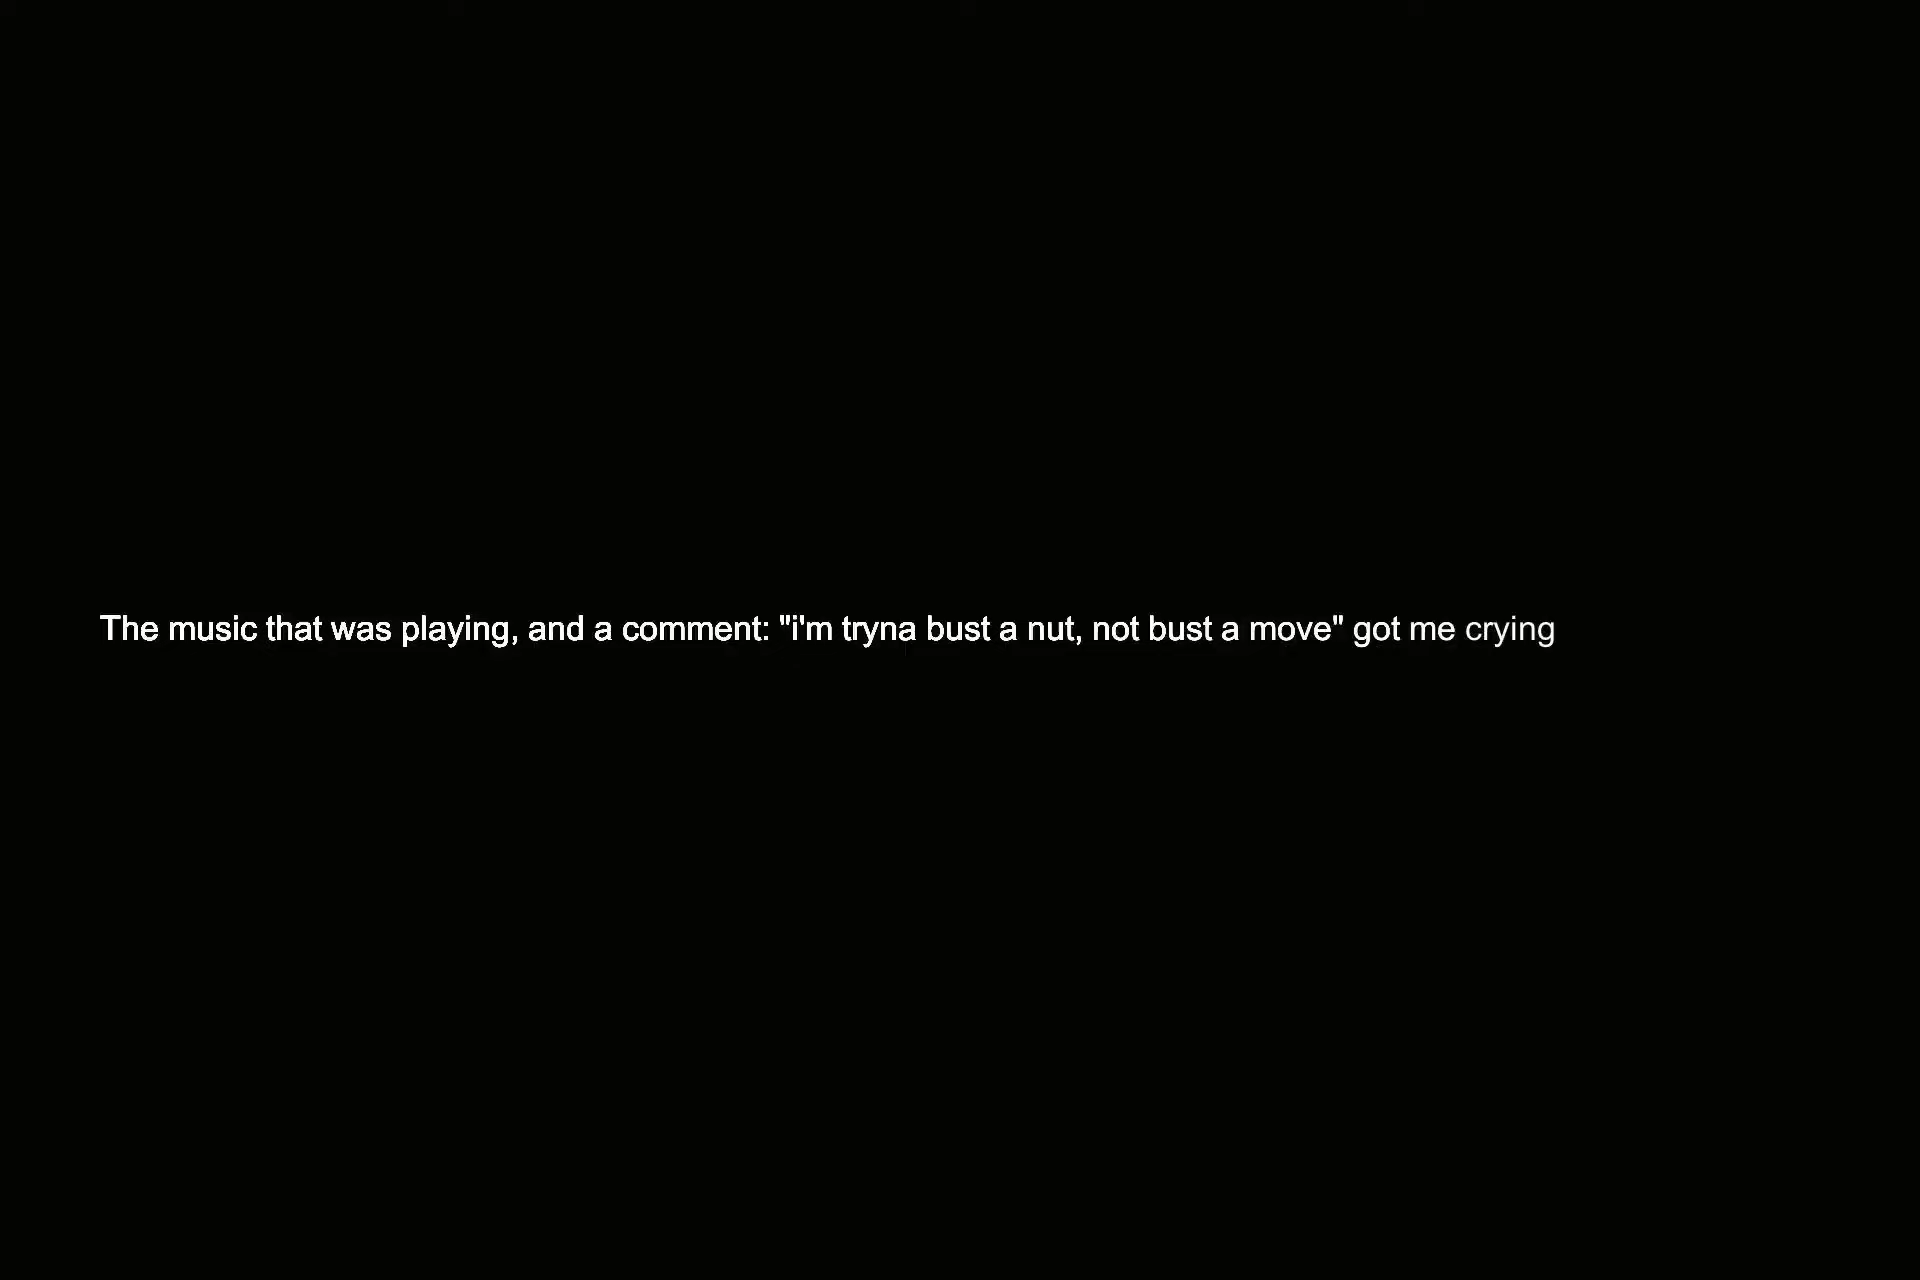 The music that was playing, and a comment: "i'm tryna bust a nut, not bust a move" got me crying